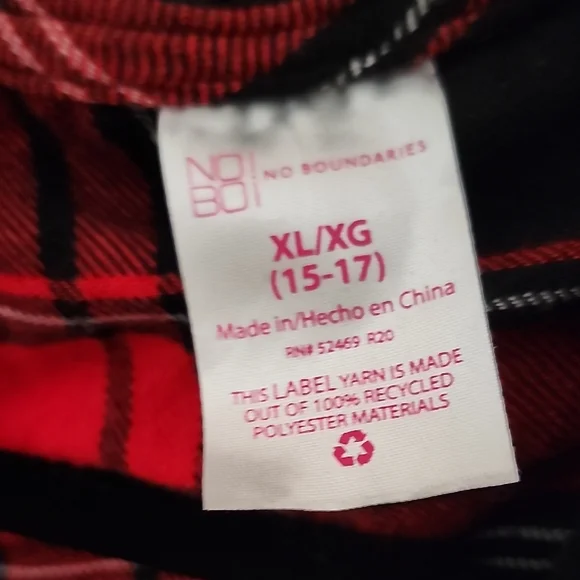 NO
BO
NO BOUNDARIES
XL/XG
(15-17)
Made in/Hecho en China
RN# 52469 R20
THIS LABEL YARN IS MADE
OUT OF 100% RECYCLED
POLYESTER MATERIALS